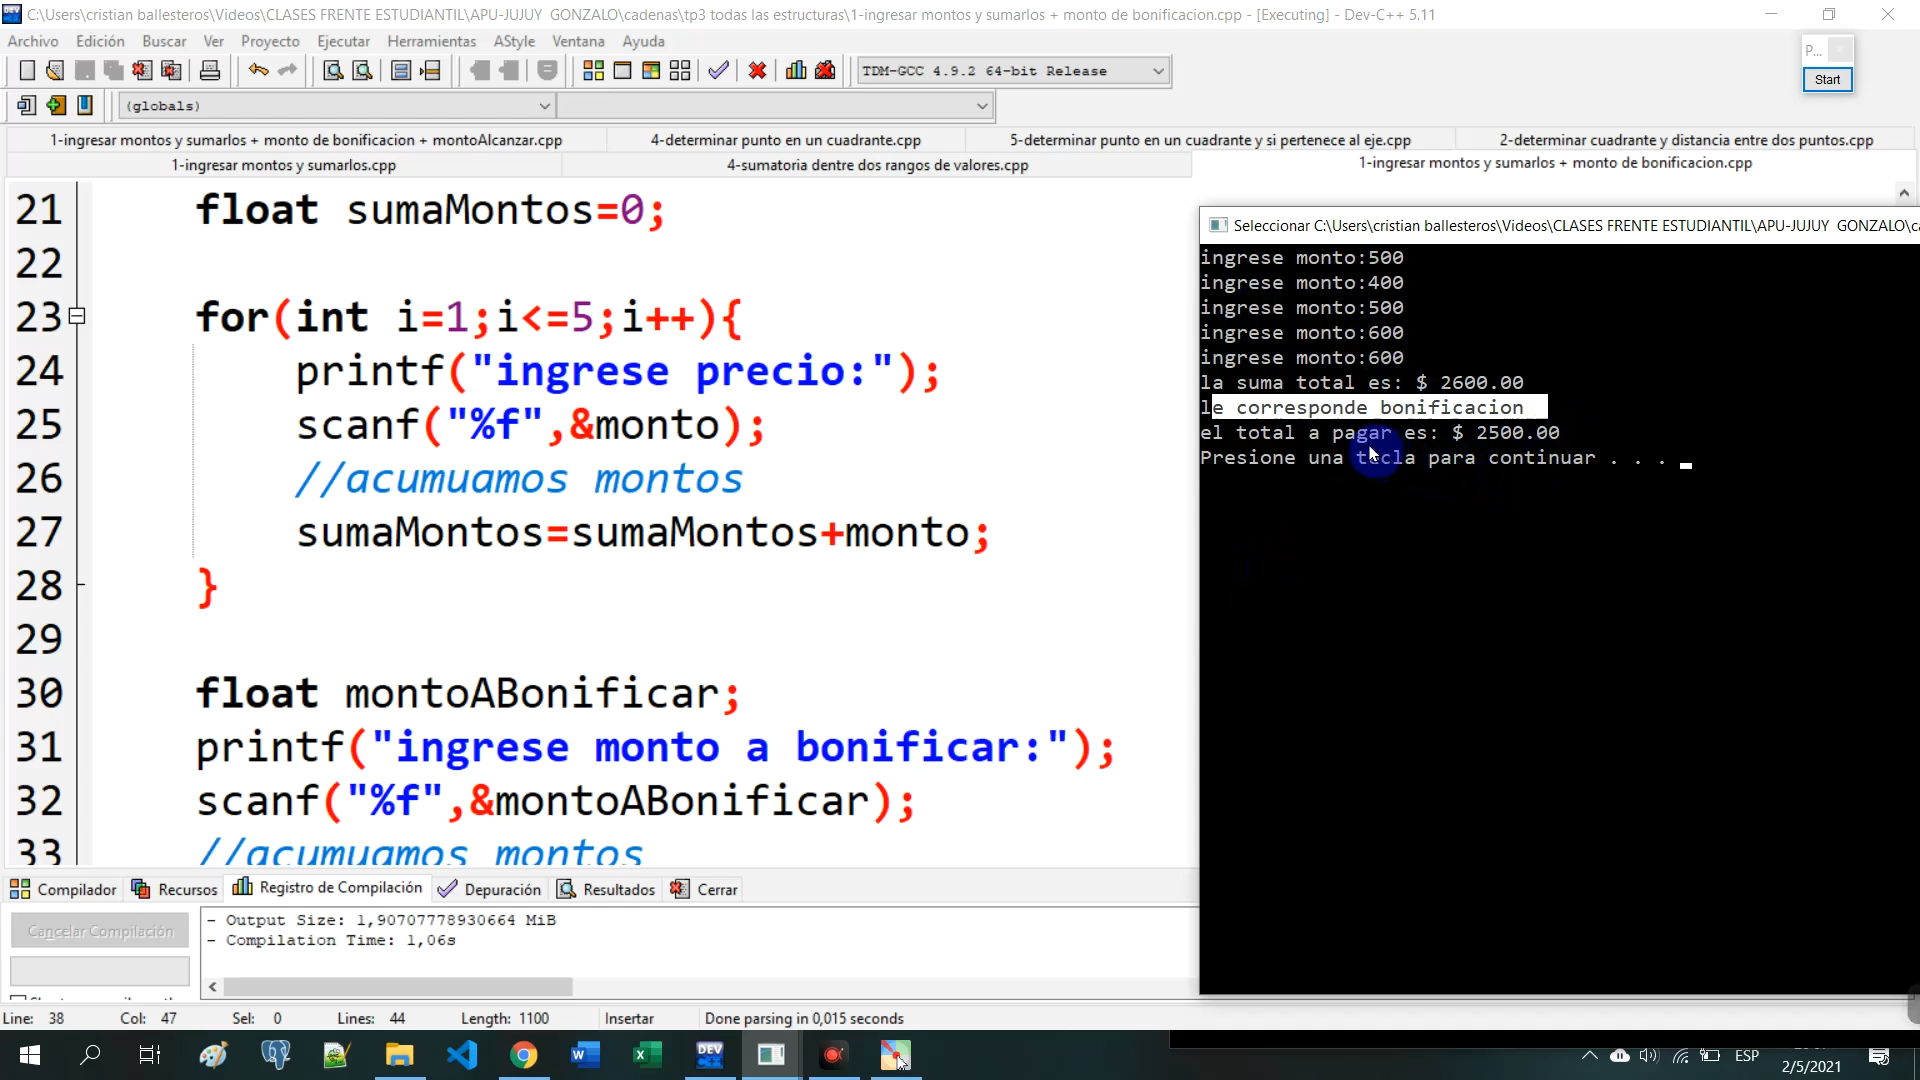 C:\Users\cristian ballesteros\Videos\CLASES FRENTE ESTUDIANTIL\APU-JUJUY  GONZALO\cadenas\tp3 todas las estructuras\1-ingresar montos y sumarlos + monto de bonificacion.cpp - [Executing] - Dev-C++ 5.11
Archivo Edición Buscar Ver Proyecto Ejecutar Herramientas AStyle Ventana Ayuda
P...
TDM-GCC 4.9.2 64-bit Release
Start
(globals)
1-ingresar montos y sumarlos + monto de bonificacion + montoAlcanzar.cpp 4-determinar punto en un cuadrante.cpp 5-determinar punto en un cuadrante y si pertenece al eje.cpp 2-determinar cuadrante y distancia entre dos puntos.cpp
1-ingresar montos y sumarlos.cpp 4-sumatoria dentre dos rangos de valores.cpp 1-ingresar montos y sumarlos + monto de bonificacion.cpp
21 float sumaMontos=0;
22
23 for(int i=1;i<=5;i++){
24 printf("ingrese precio:");
25 scanf("%f",&monto);
26 //acumuamos montos
27 sumaMontos=sumaMontos+monto;
28 }
29
30 float montoABonificar;
31 printf("ingrese monto a bonificar:");
32 scanf("%f",&montoABonificar);
33 //acumuamos montos
Seleccionar C:\Users\cristian ballesteros\Videos\CLASES FRENTE ESTUDIANTIL\APU-JUJUY  GONZALO\ca
ingrese monto:500
ingrese monto:400
ingrese monto:500
ingrese monto:600
ingrese monto:600
la suma total es: $ 2600.00
le corresponde bonificacion
el total a pagar es: $ 2500.00
Presione una tecla para continuar . . .
Compilador Recursos Registro de Compilación Depuración Resultados Cerrar
Cancelar Compilación
- Output Size: 1,90707778930664 MiB
- Compilation Time: 1,06s
Line: 38 Col: 47 Sel: 0 Lines: 44 Length: 1100 Insertar Done parsing in 0,015 seconds
DEV
ESP
2/5/2021